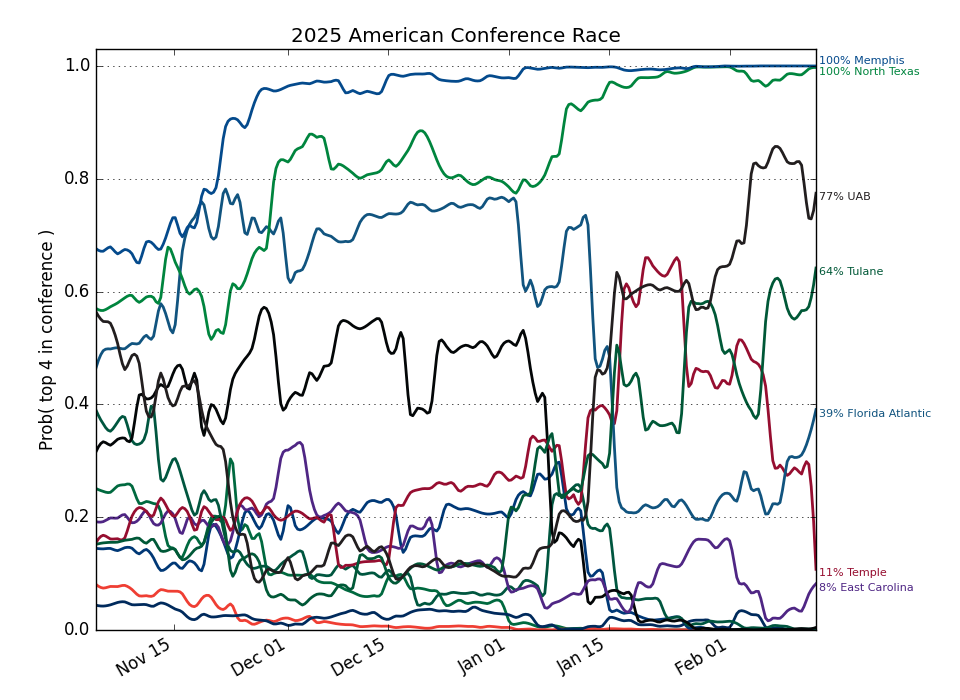 2025 American Conference Race
Prob( top 4 in conference )
1.0
0.8
0.6
0.4
0.2
0.0
Nov 15
Dec 01
Dec 15
Jan 01
Jan 15
Feb 01
100% Memphis
100% North Texas
77% UAB
64% Tulane
39% Florida Atlantic
11% Temple
8% East Carolina